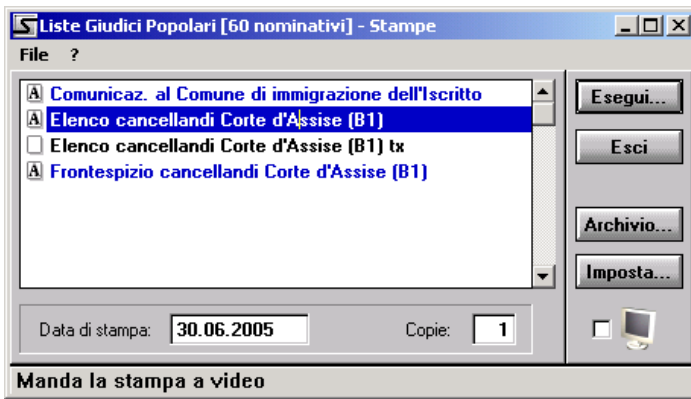 Liste Giudici Popolari [60 nominativi] - Stampe
File ?
Comunicaz. al Comune di immigrazione dell'Iscritto
Elenco cancellandi Corte d'Assise (B1)
Elenco cancellandi Corte d'Assise (B1) tx
Frontespizio cancellandi Corte d'Assise (B1)
Esegui...
Esci
Archivio...
Imposta...
Data di stampa: 30.06.2005 Copie: 1
Manda la stampa a video